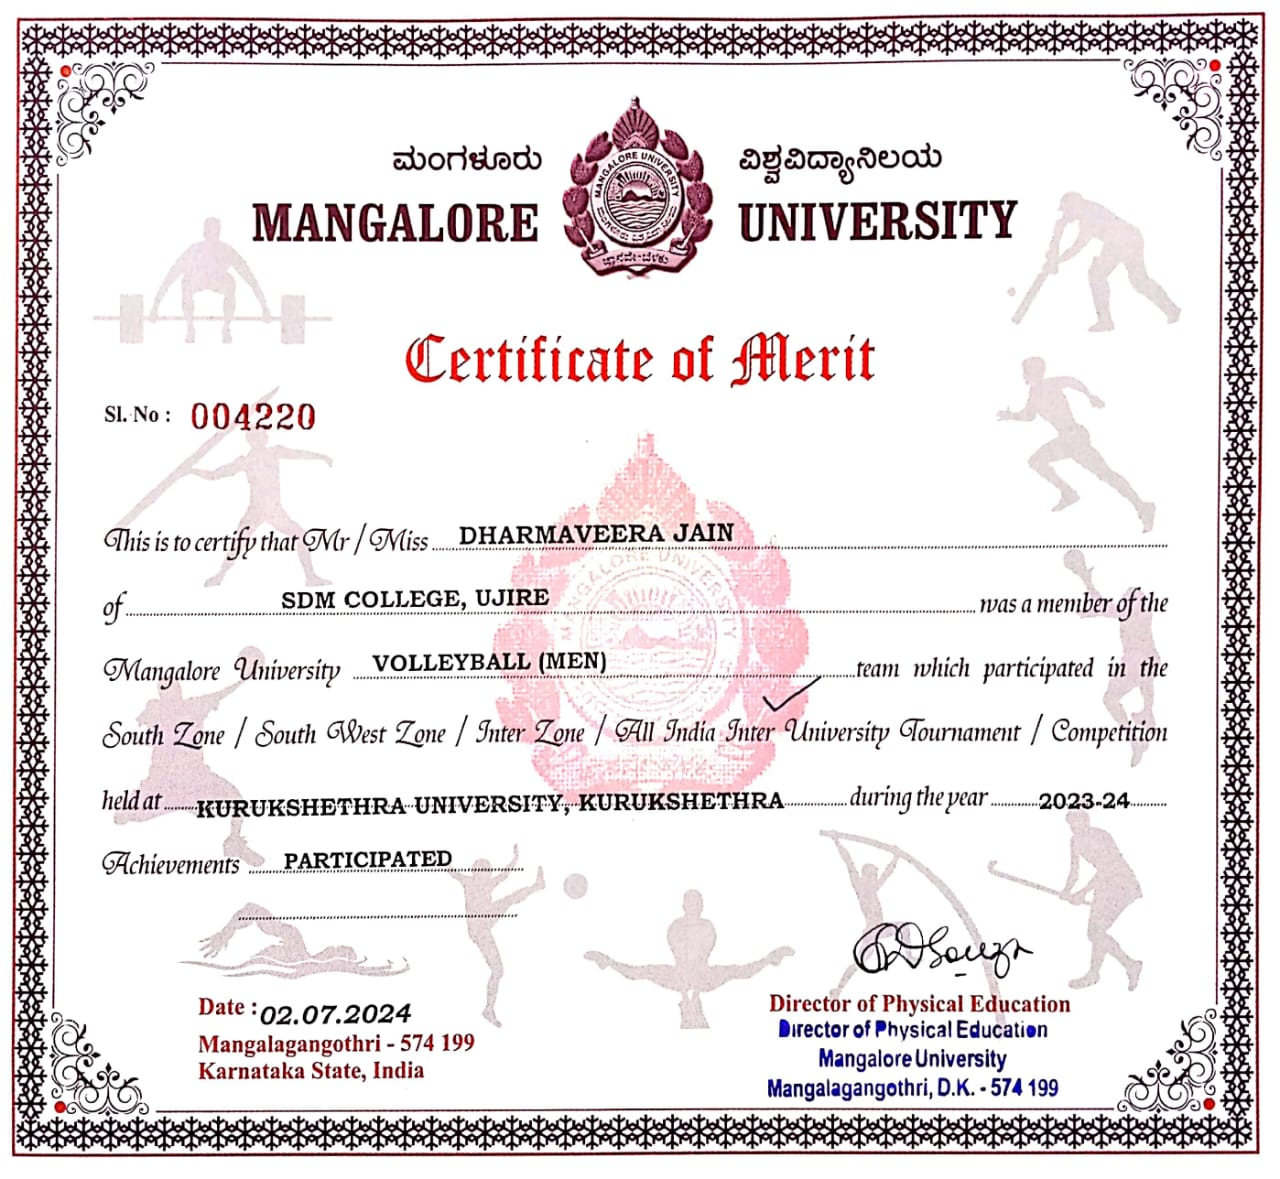 ಮಂಗಳೂರು ವಿಶ್ವವಿದ್ಯಾನಿಲಯ
MANGALORE UNIVERSITY
MANGALORE UNIVERSITY
Certificate of Merit
Sl. No : 004220
This is to certify that Mr / Miss DHARMAVEERA JAIN
of SDM COLLEGE, UJIRE was a member of the
Mangalore University VOLLEYBALL (MEN) team which participated in the
South Zone / South West Zone / Inter Zone / All India Inter University Tournament / Competition
held at KURUKSHETHRA UNIVERSITY, KURUKSHETHRA during the year 2023-24
Achievements PARTICIPATED
Date : 02.07.2024
Mangalagangothri - 574 199
Karnataka State, India
Director of Physical Education
Director of Physical Education
Mangalore University
Mangalagangothri, D.K. - 574 199